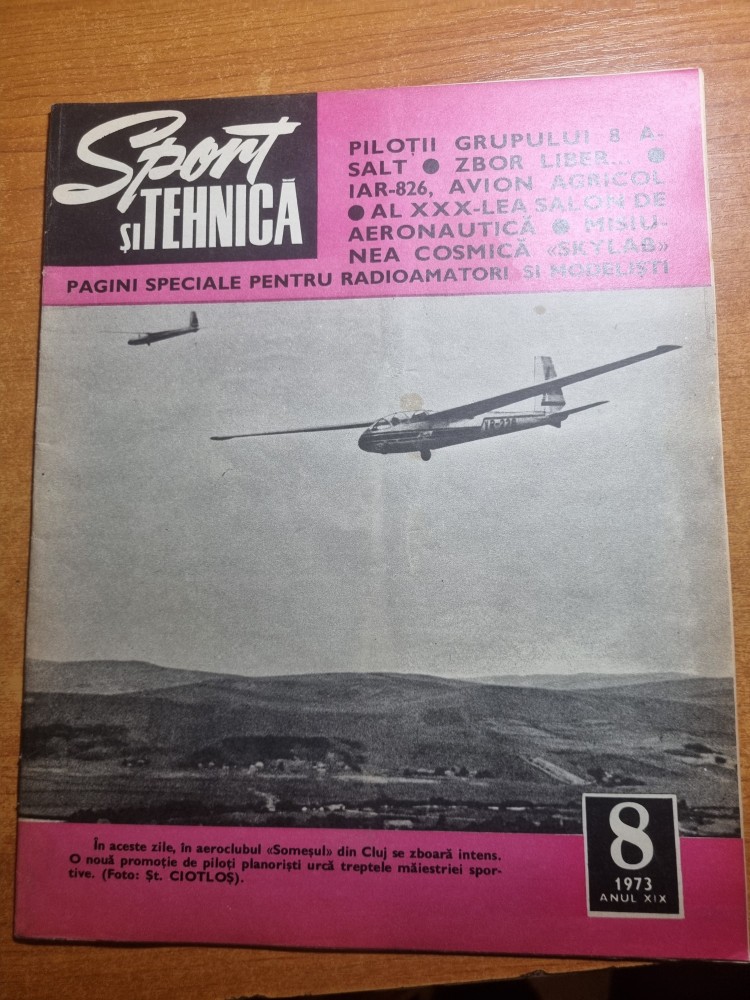 Sport
ȘI TEHNICĂ
PILOȚII GRUPULUI 8 A-
SALT ● ZBOR LIBER... ●
IAR-826, AVION AGRICOL
● AL XXX-LEA SALON DE
AERONAUTICĂ ● MISIU-
NEA COSMICĂ «SKYLAB»
PAGINI SPECIALE PENTRU RADIOAMATORI ȘI MODELIȘTI
În aceste zile, în aeroclubul «Someșul» din Cluj se zboară intens.
O nouă promoție de piloți planoriști urcă treptele măiestriei spor-
tive. (Foto: Șt. CIOTLOȘ).
8
1973
ANUL XIX